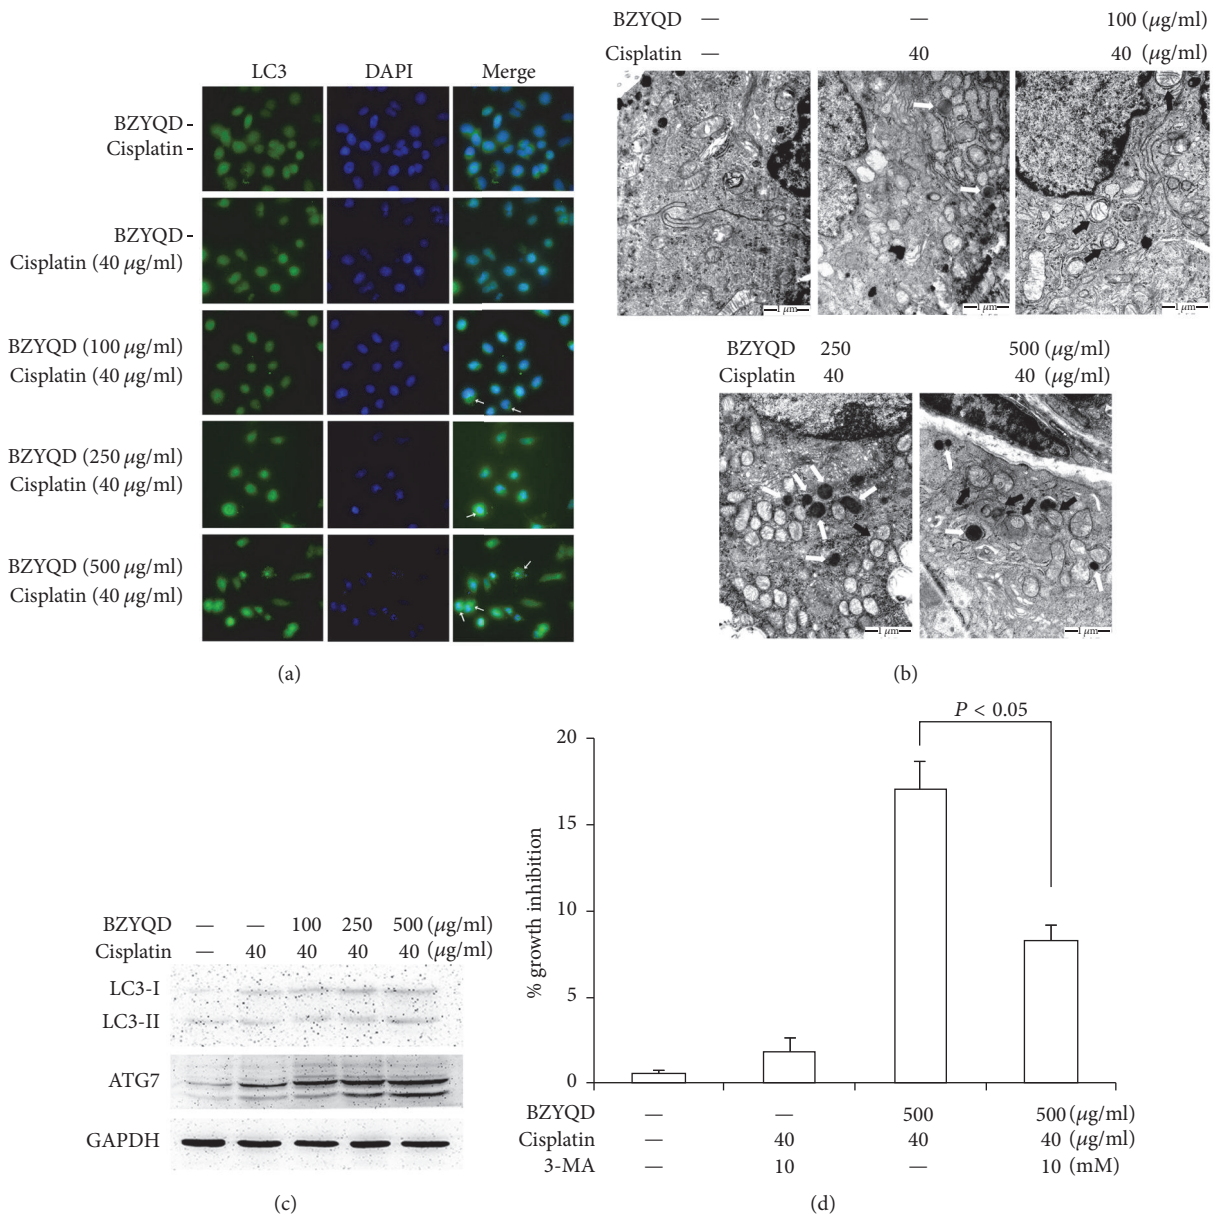 LC3 DAPI Merge
BZYQD -
Cisplatin -
BZYQD -
Cisplatin (40 µg/ml)
BZYQD (100 µg/ml)
Cisplatin (40 µg/ml)
BZYQD (250 µg/ml)
Cisplatin (40 µg/ml)
BZYQD (500 µg/ml)
Cisplatin (40 µg/ml)
(a)
BZYQD — — 100 (µg/ml)
Cisplatin — 40 40 (µg/ml)
1 µm 1 µm 1 µm
BZYQD 250 500 (µg/ml)
Cisplatin 40 40 (µg/ml)
1 µm 1 µm
(b)
BZYQD — — 100 250 500 (µg/ml)
Cisplatin — 40 40 40 40 (µg/ml)
LC3-I
LC3-II
ATG7
GAPDH
(c)
P < 0.05
20
15
10
5
0
% growth inhibition
BZYQD — — 500 500 (µg/ml)
Cisplatin — 40 40 40 (µg/ml)
3-MA — 10 — 10 (mM)
(d)